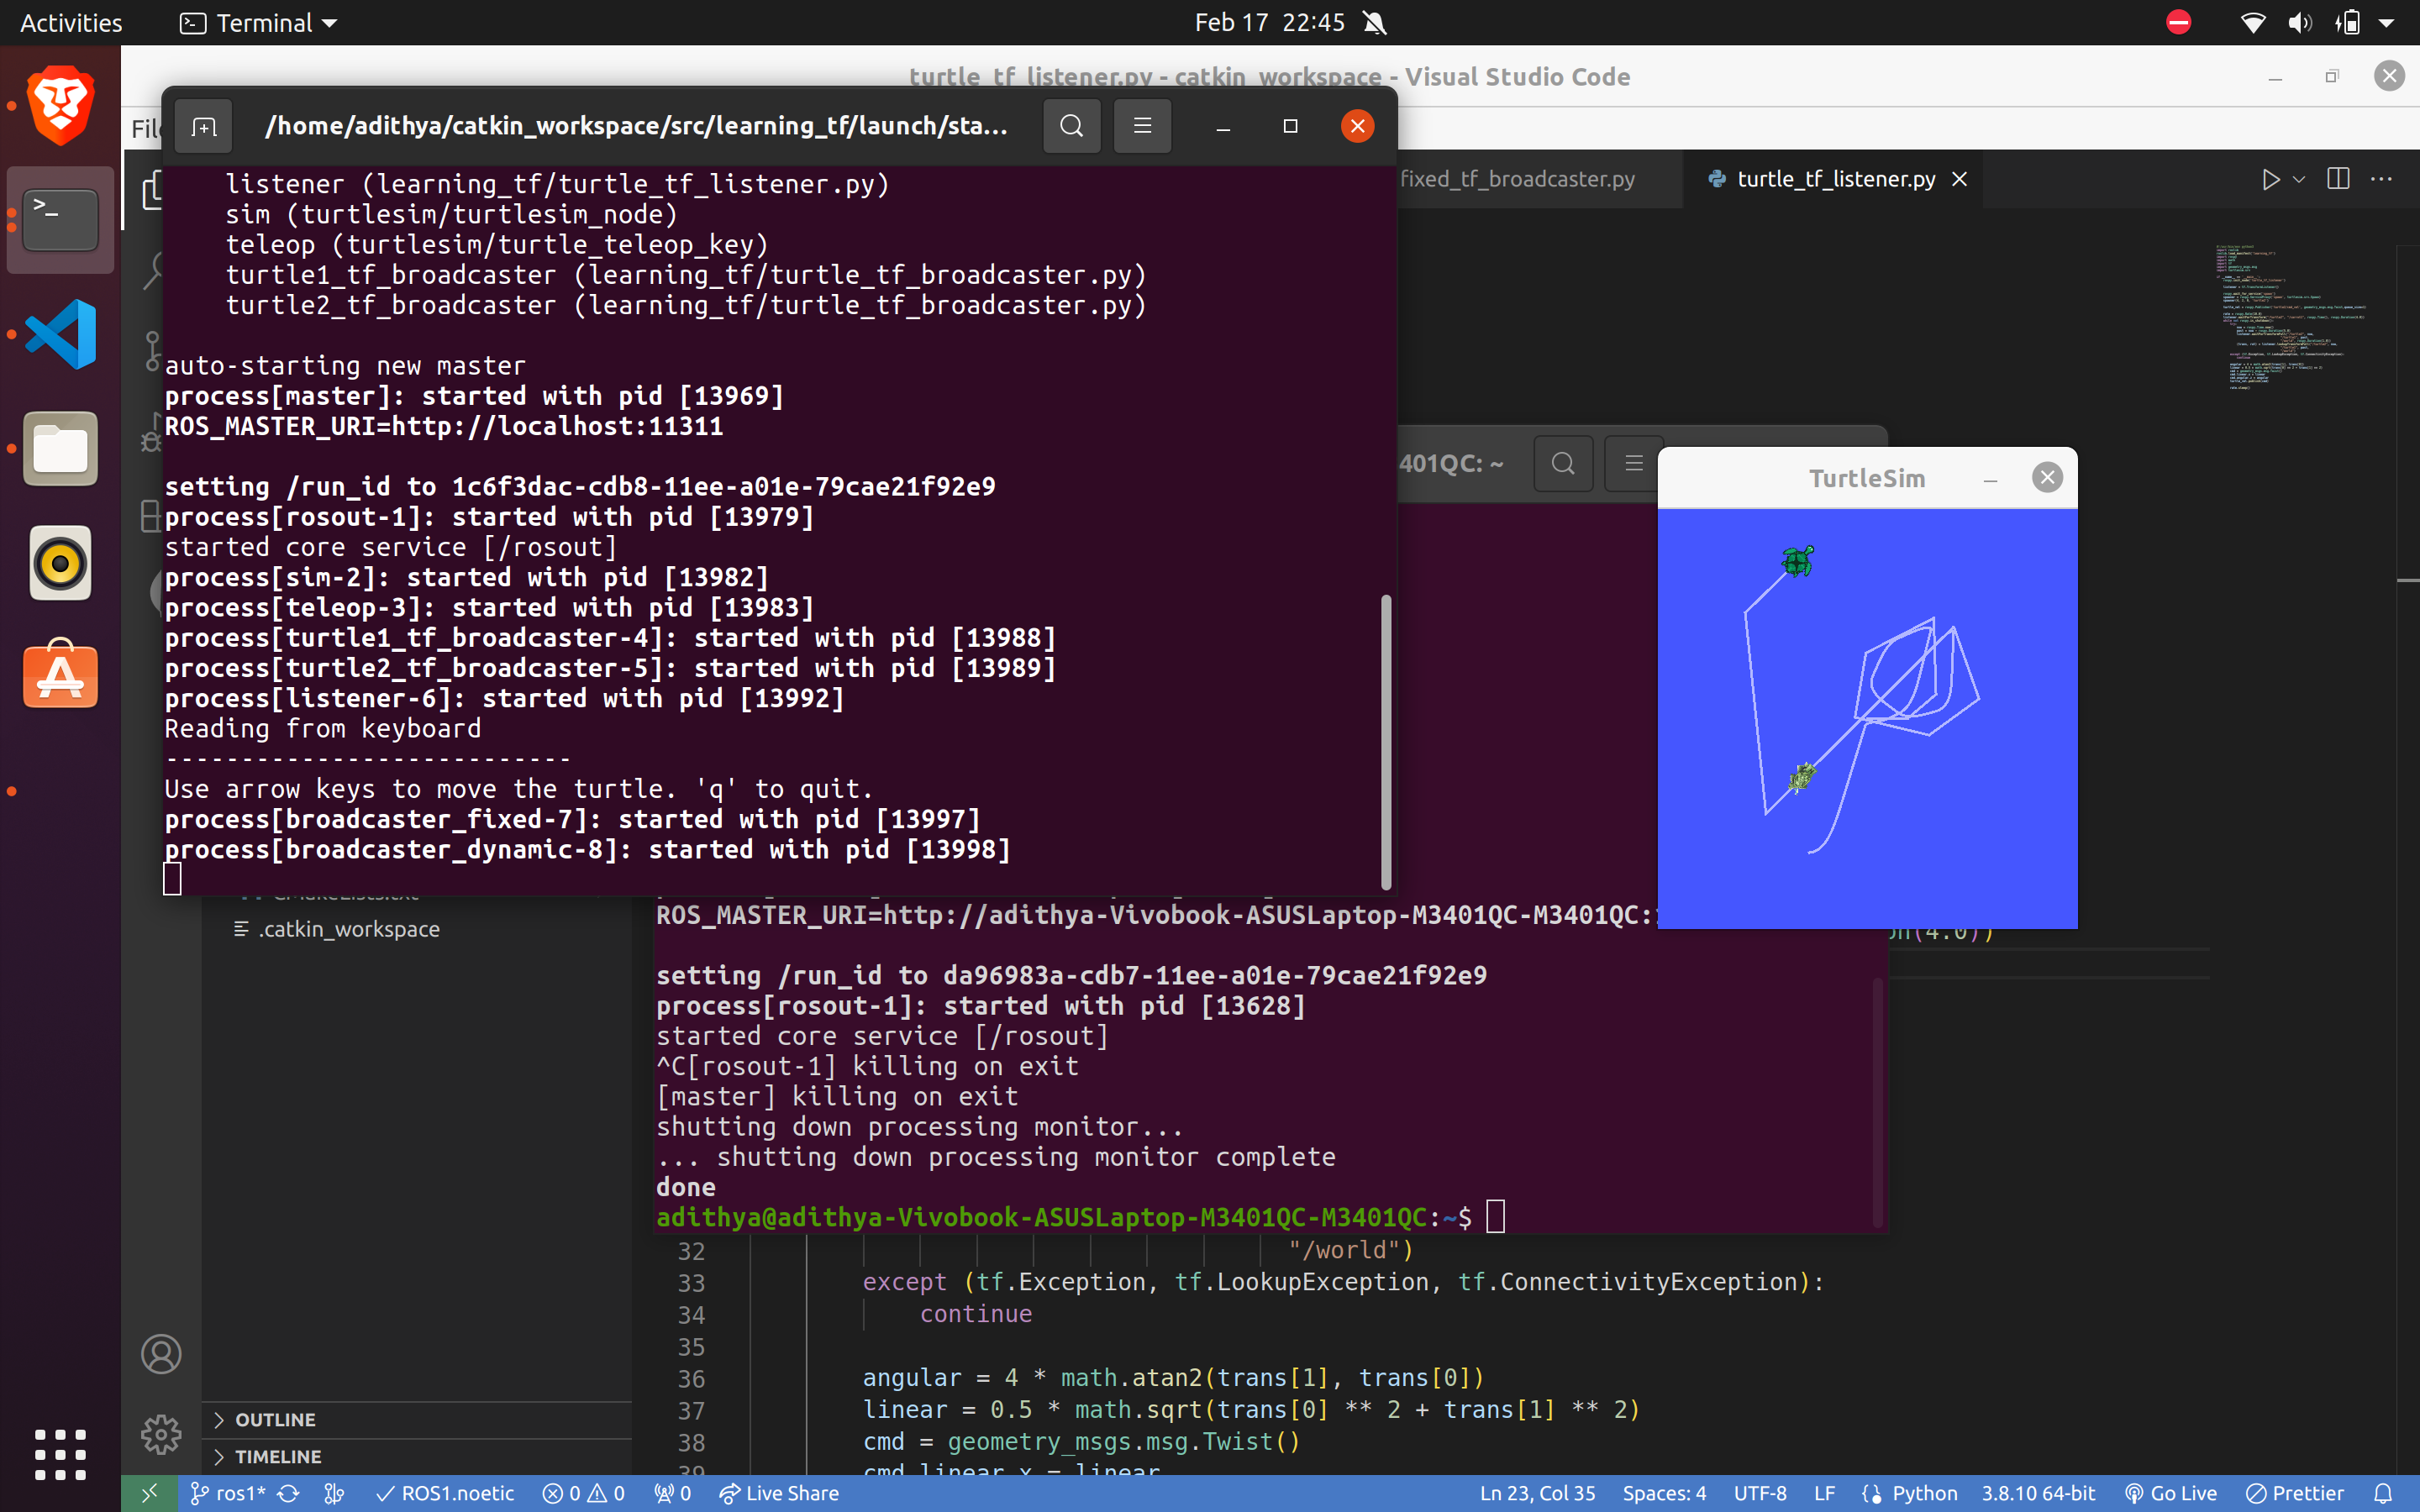 Activities
Terminal
Feb 17 22:45
turtle_tf_listener.py - catkin_workspace - Visual Studio Code
/home/adithya/catkin_workspace/src/learning_tf/launch/sta...
listener (learning_tf/turtle_tf_listener.py)
sim (turtlesim/turtlesim_node)
teleop (turtlesim/turtle_teleop_key)
turtle1_tf_broadcaster (learning_tf/turtle_tf_broadcaster.py)
turtle2_tf_broadcaster (learning_tf/turtle_tf_broadcaster.py)
auto-starting new master
process[master]: started with pid [13969]
ROS_MASTER_URI=http://localhost:11311
setting /run_id to 1c6f3dac-cdb8-11ee-a01e-79cae21f92e9
process[rosout-1]: started with pid [13979]
started core service [/rosout]
process[sim-2]: started with pid [13982]
process[teleop-3]: started with pid [13983]
process[turtle1_tf_broadcaster-4]: started with pid [13988]
process[turtle2_tf_broadcaster-5]: started with pid [13989]
process[listener-6]: started with pid [13992]
Reading from keyboard
---------------------------
Use arrow keys to move the turtle. 'q' to quit.
process[broadcaster_fixed-7]: started with pid [13997]
process[broadcaster_dynamic-8]: started with pid [13998]
fixed_tf_broadcaster.py
turtle_tf_listener.py
401QC: ~
TurtleSim
.catkin_workspace
ROS_MASTER_URI=http://adithya-Vivobook-ASUSLaptop-M3401QC-M3401QC:
setting /run_id to da96983a-cdb7-11ee-a01e-79cae21f92e9
process[rosout-1]: started with pid [13628]
started core service [/rosout]
^C[rosout-1] killing on exit
[master] killing on exit
shutting down processing monitor...
... shutting down processing monitor complete
done
adithya@adithya-Vivobook-ASUSLaptop-M3401QC-M3401QC:~$
32 "/world")
33 except (tf.Exception, tf.LookupException, tf.ConnectivityException):
34 continue
35
36 angular = 4 * math.atan2(trans[1], trans[0])
37 linear = 0.5 * math.sqrt(trans[0] ** 2 + trans[1] ** 2)
38 cmd = geometry_msgs.msg.Twist()
39 cmd.linear.x = linear
OUTLINE
TIMELINE
ros1*
ROS1.noetic
0
0
0
Live Share
Ln 23, Col 35
Spaces: 4
UTF-8
LF
Python
3.8.10 64-bit
Go Live
Prettier